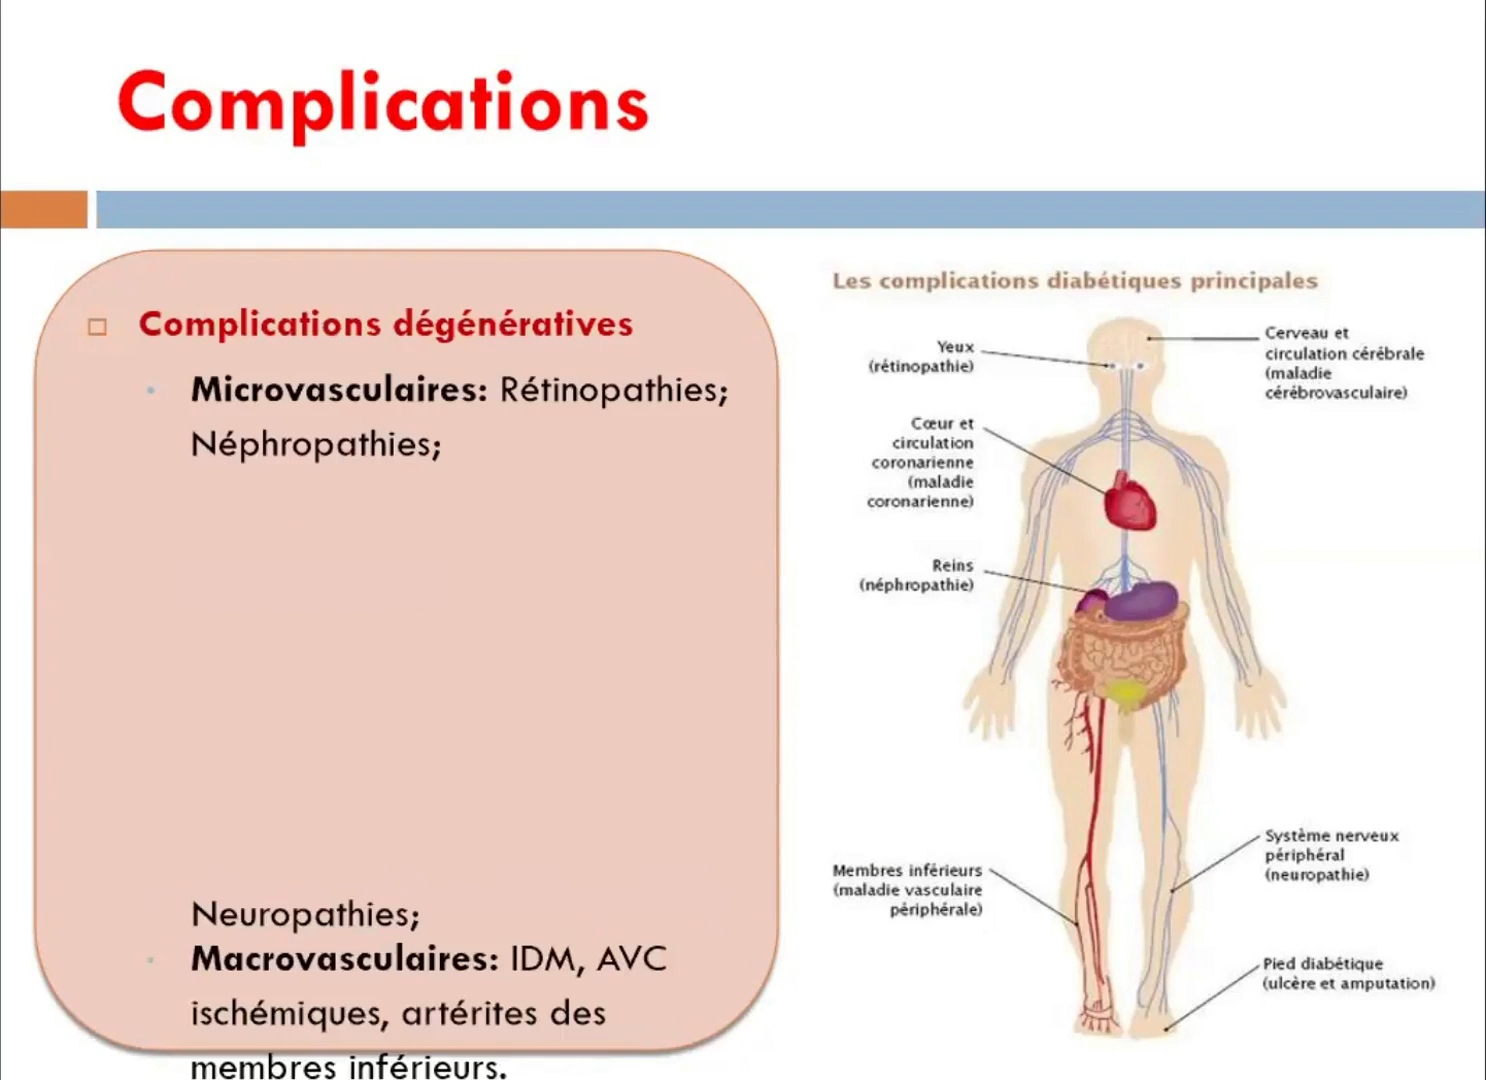 Complications
Complications dégénératives
Microvasculaires: Rétinopathies;
Néphropathies;
Neuropathies;
Macrovasculaires: IDM, AVC
ischémiques, artérites des
membres inférieurs.
Les complications diabétiques principales
Yeux
(rétinopathie)
Cerveau et
circulation cérébrale
(maladie
cérébrovasculaire)
Cœur et
circulation
coronarienne
(maladie
coronarienne)
Reins
(néphropathie)
Système nerveux
périphéral
(neuropathie)
Membres inférieurs
(maladie vasculaire
périphérale)
Pied diabétique
(ulcère et amputation)